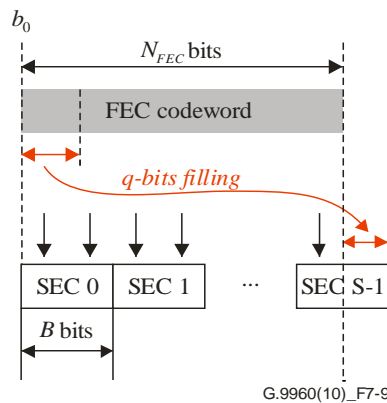 b0
NFEC bits
FEC codeword
q-bits filling
SEC 0 SEC 1 ... SEC S-1
B bits
G.9960(10)_F7-9